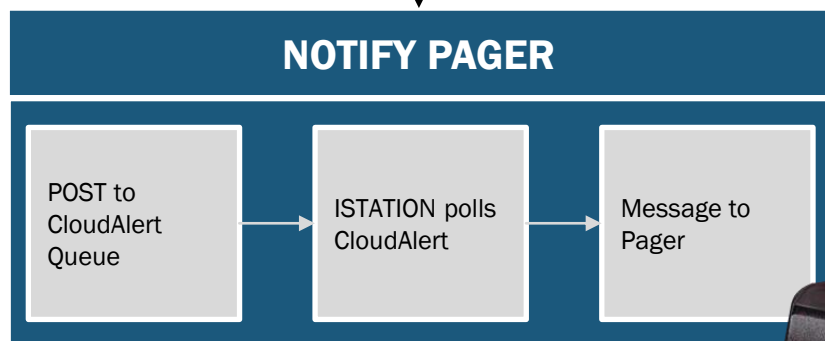 NOTIFY PAGER
POST to
CloudAlert
Queue
ISTATION polls
CloudAlert
Message to
Pager